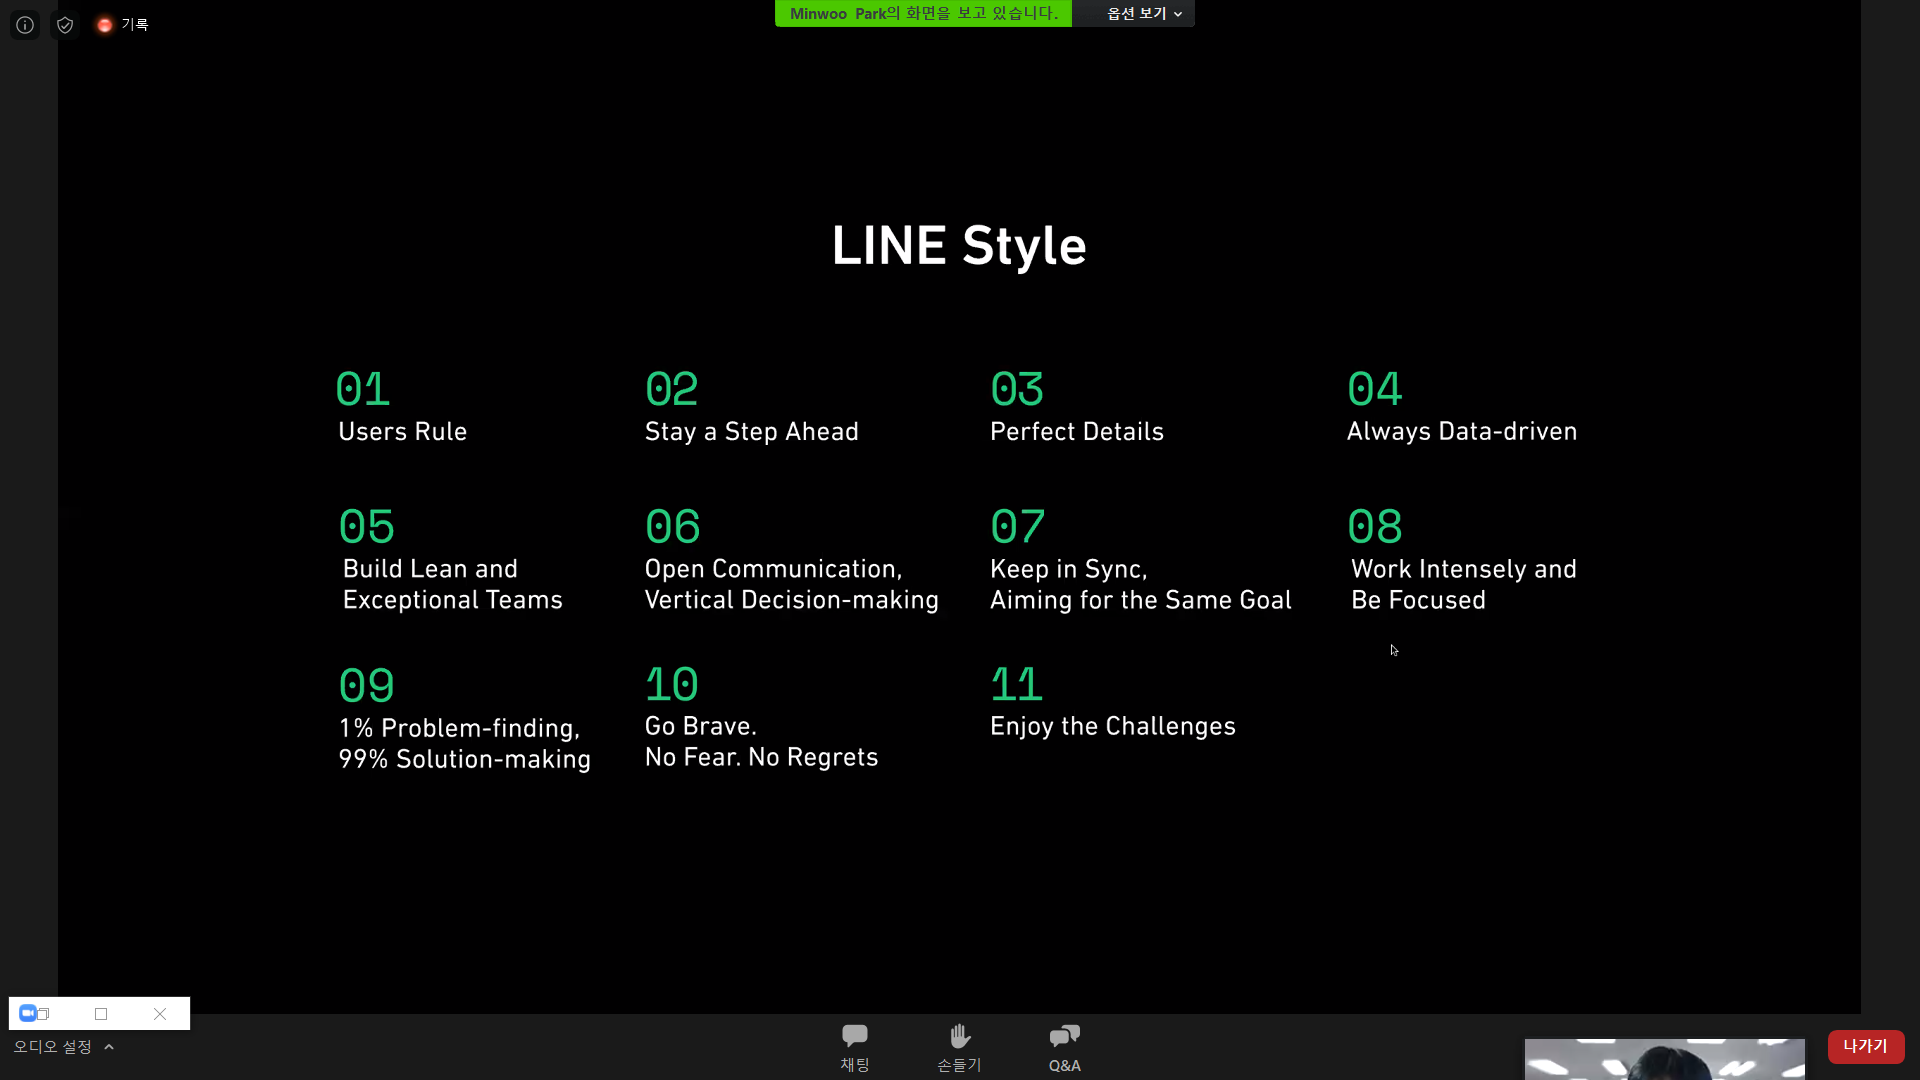 기록
Minwoo Park의 화면을 보고 있습니다.
옵션 보기
LINE Style
01
Users Rule
02
Stay a Step Ahead
03
Perfect Details
04
Always Data-driven
05
Build Lean and
Exceptional Teams
06
Open Communication,
Vertical Decision-making
07
Keep in Sync,
Aiming for the Same Goal
08
Work Intensely and
Be Focused
09
1% Problem-finding,
99% Solution-making
10
Go Brave.
No Fear. No Regrets
11
Enjoy the Challenges
오디오 설정
채팅
손들기
Q&A
나가기